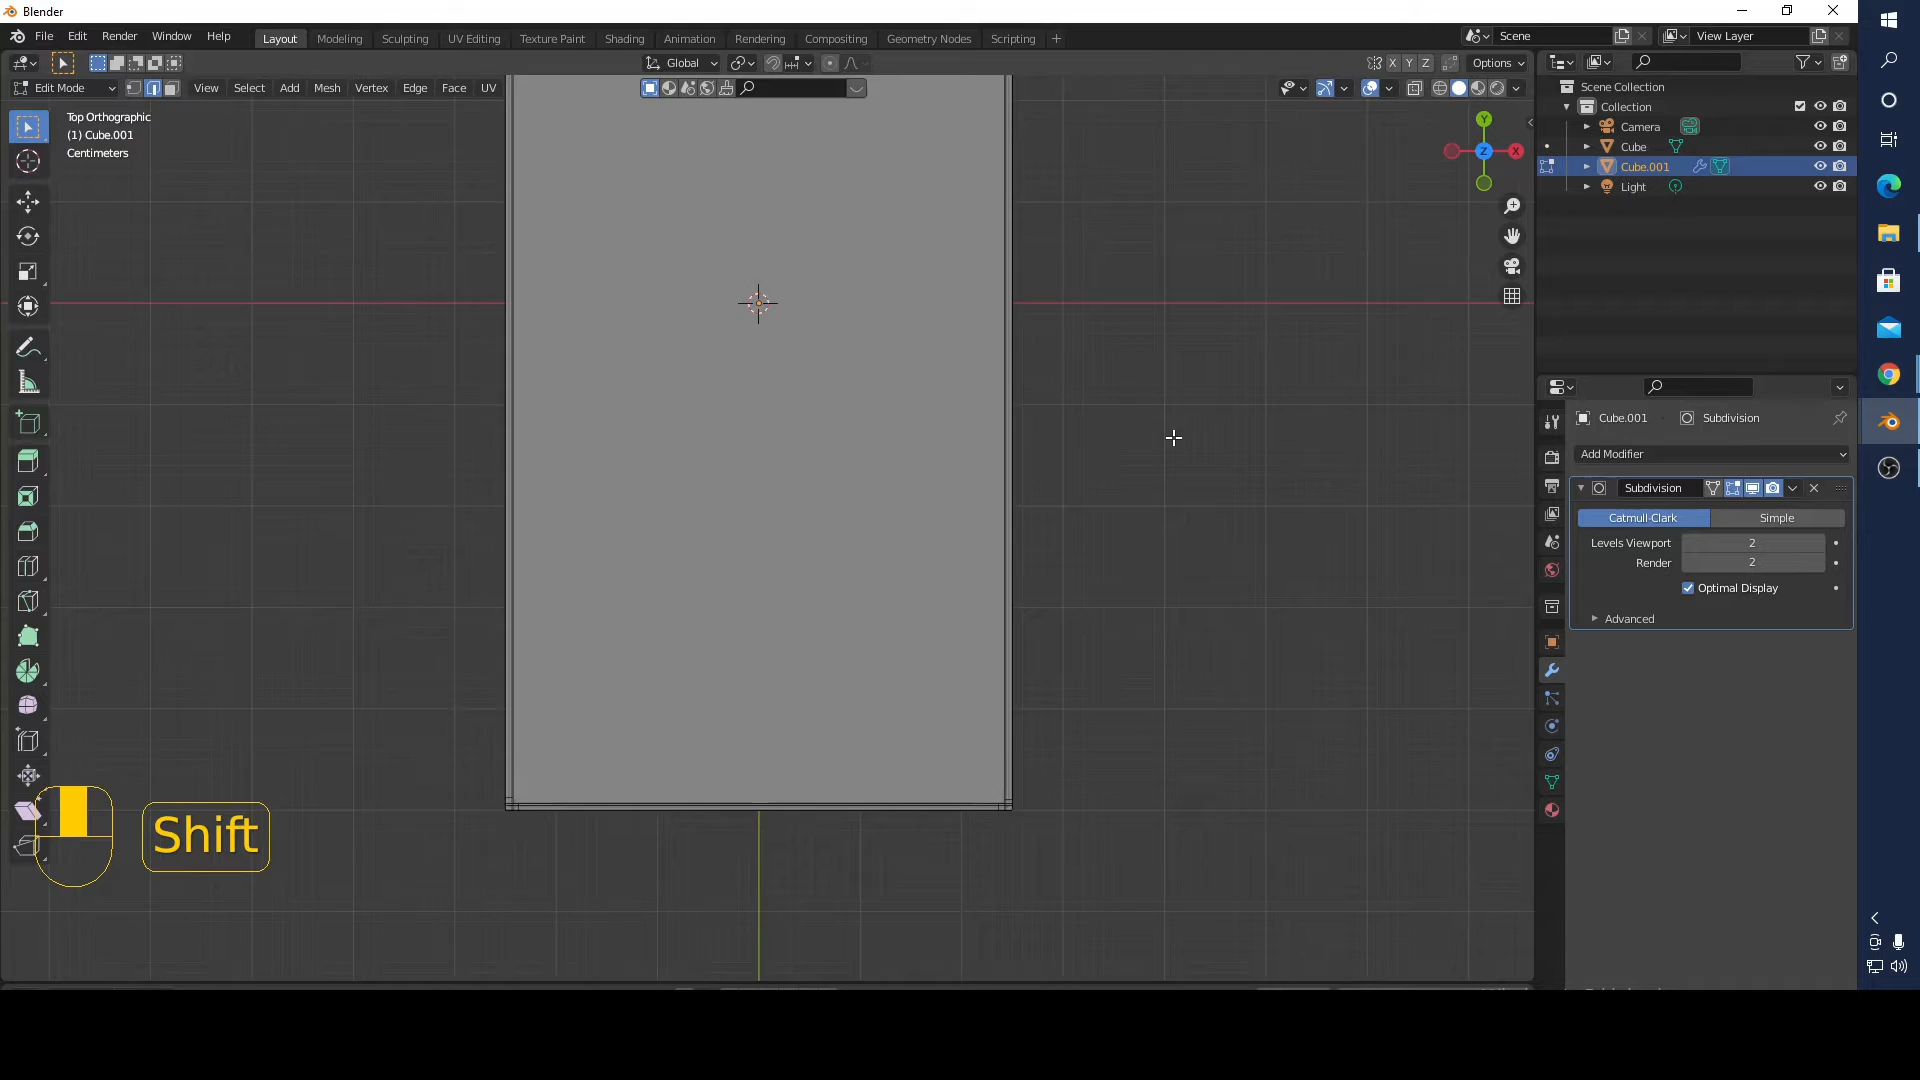 Blender
File Edit Render Window Help Layout Modeling Sculpting UV Editing Texture Paint Shading Animation Rendering Compositing Geometry Nodes Scripting + Scene View Layer
Global X Y Z Options
Edit Mode View Select Add Mesh Vertex Edge Face UV
Scene Collection
Collection
Camera
Cube
Cube.001
Light
Top Orthographic
(1) Cube.001
Centimeters
Y
Z X
Cube.001 Subdivision
Add Modifier
Subdivision
Catmull-Clark Simple
Levels Viewport 2
Render 2
Optimal Display
Advanced
Shift